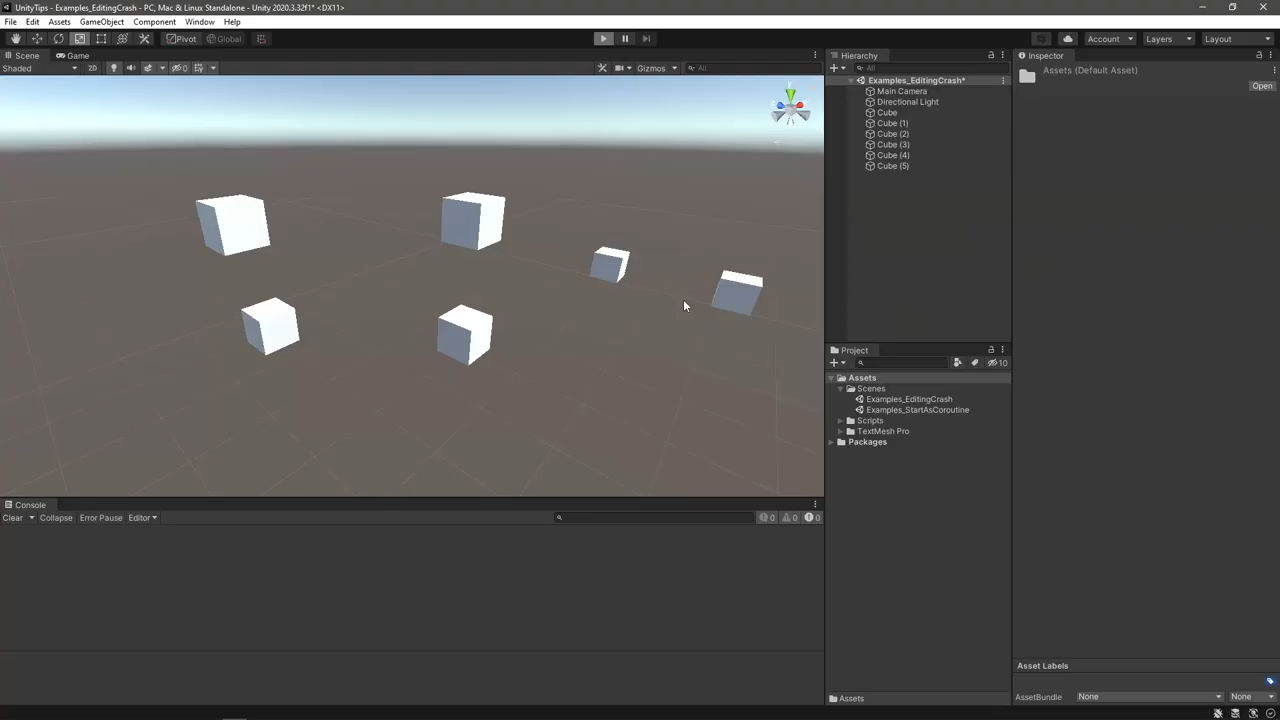 UnityTips - Examples_EditingCrash - PC, Mac & Linux Standalone - Unity 2020.3.32f1* <DX11>
File Edit Assets GameObject Component Window Help
Pivot Global Account Layers Layout
Scene Game
Shaded 2D 0 Gizmos All
Hierarchy
All
Examples_EditingCrash*
Main Camera
Directional Light
Cube
Cube (1)
Cube (2)
Cube (3)
Cube (4)
Cube (5)
Inspector
Assets (Default Asset)
Open
y
Project
10
Assets
Scenes
Examples_EditingCrash
Examples_StartAsCoroutine
Scripts
TextMesh Pro
Packages
Assets
Console
Clear Collapse Error Pause Editor 0 0 0
Asset Labels
AssetBundle None None